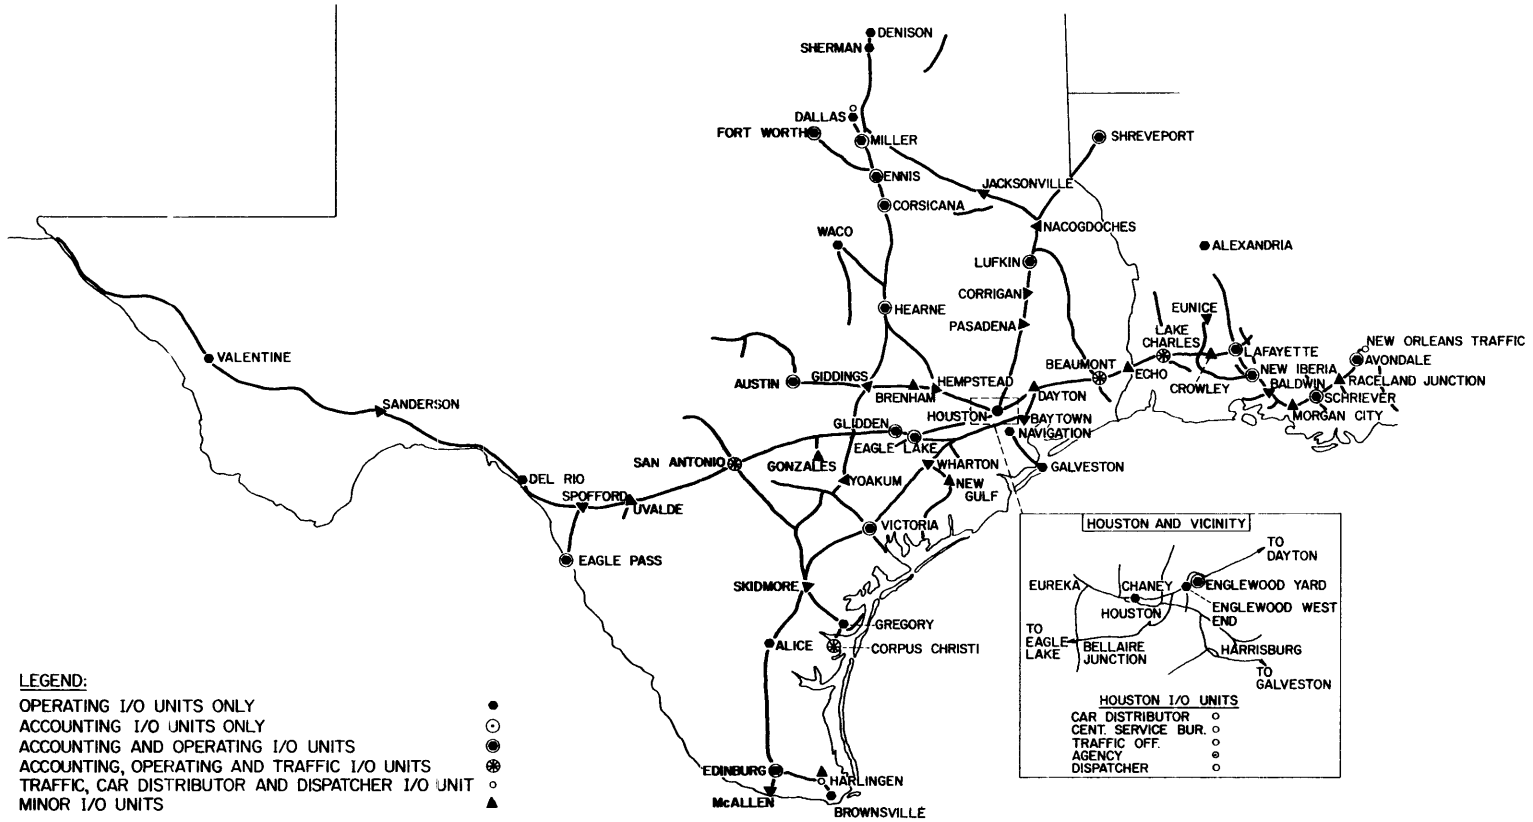 DENISON
SHERMAN
DALLAS
FORT WORTH
MILLER
SHREVEPORT
ENNIS
JACKSONVILLE
CORSICANA
NACOGDOCHES
WACO
ALEXANDRIA
LUFKIN
CORRIGAN
HEARNE
EUNICE
PASADENA
LAKE
CHARLES
NEW ORLEANS TRAFFIC
LAFAYETTE
AVONDALE
VALENTINE
BEAUMONT
ECHO
NEW IBERIA
AUSTIN
GIDDINGS
HEMPSTEAD
CROWLEY
BALDWIN
RACELAND JUNCTION
BRENHAM
DAYTON
SCHRIEVER
SANDERSON
HOUSTON
MORGAN CITY
BAYTOWN
GLIDDEN
NAVIGATION
EAGLE LAKE
SAN ANTONIO
GONZALES
WHARTON
GALVESTON
DEL RIO
YOAKUM
NEW
GULF
SPOFFORD
UVALDE
VICTORIA
EAGLE PASS
SKIDMORE
GREGORY
ALICE
CORPUS CHRISTI
EDINBURG
HARLINGEN
McALLEN
BROWNSVILLE
HOUSTON AND VICINITY
TO
DAYTON
EUREKA
CHANEY
ENGLEWOOD YARD
HOUSTON
ENGLEWOOD WEST
END
TO
EAGLE
LAKE
BELLAIRE
JUNCTION
HARRISBURG
TO
GALVESTON
HOUSTON I/O UNITS
CAR DISTRIBUTOR
CENT. SERVICE BUR.
TRAFFIC OFF.
AGENCY
DISPATCHER
LEGEND:
OPERATING I/O UNITS ONLY
ACCOUNTING I/O UNITS ONLY
ACCOUNTING AND OPERATING I/O UNITS
ACCOUNTING, OPERATING AND TRAFFIC I/O UNITS
TRAFFIC, CAR DISTRIBUTOR AND DISPATCHER I/O UNIT
MINOR I/O UNITS